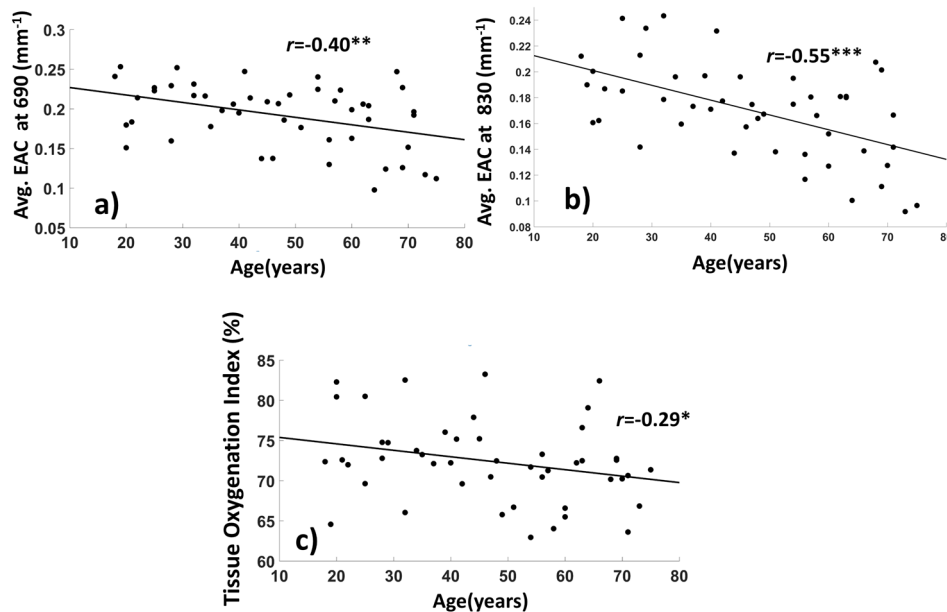 r=-0.40**
Avg. EAC at 690 (mm-1)
0.3
0.25
0.2
0.15
0.1
0.05
a)
10 20 30 40 50 60 70 80
Age(years)
r=-0.55***
Avg. EAC at 830 (mm-1)
0.24
0.22
0.2
0.18
0.16
0.14
0.12
0.1
0.08
b)
10 20 30 40 50 60 70 80
Age(years)
r=-0.29*
Tissue Oxygenation Index (%)
85
80
75
70
65
60
c)
10 20 30 40 50 60 70 80
Age(years)